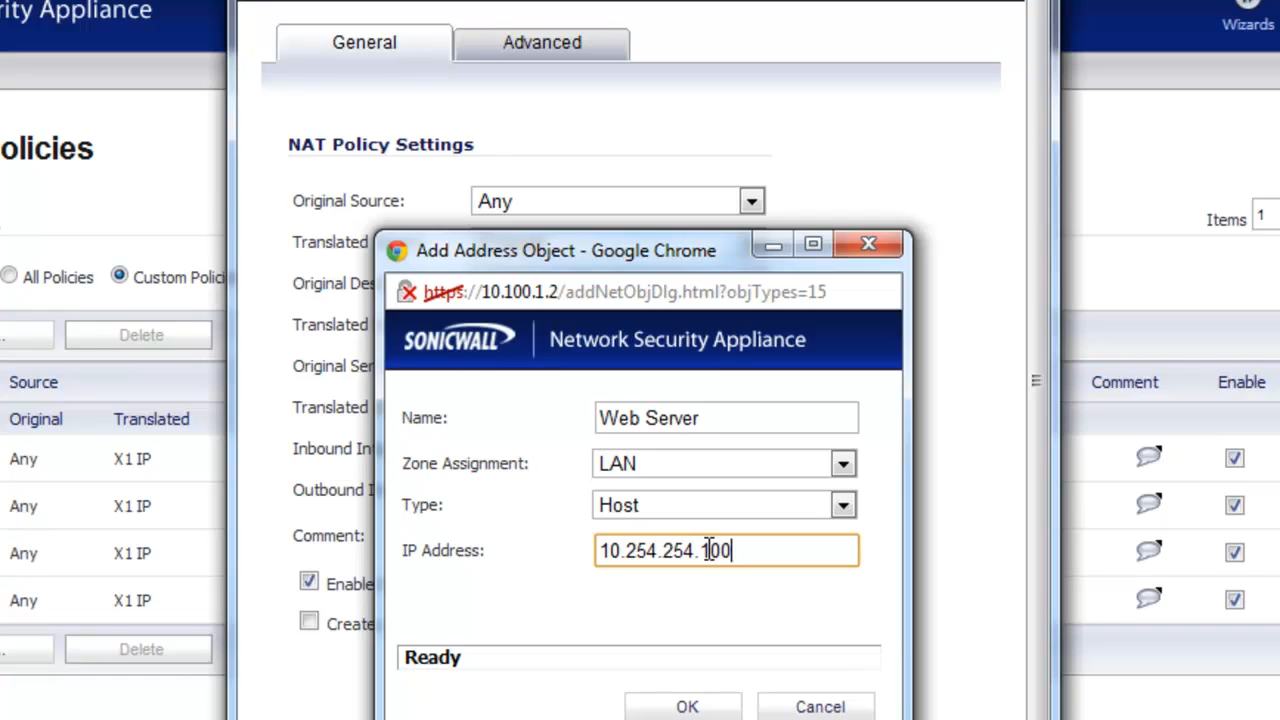 rity Appliance
Wizards
General
Advanced
olicies
NAT Policy Settings
Original Source:
Any
Items
1
Translated
Add Address Object - Google Chrome
All Policies
Custom Polici
Original Des
https://10.100.1.2/addNetObjDlg.html?objTypes=15
Translated
..
Delete
SONICWALL
Network Security Appliance
Original Ser
Source
Comment
Enable
Translated
Original
Translated
Name:
Web Server
Inbound In
Any
X1 IP
Zone Assignment:
LAN
Outbound I
Any
X1 IP
Type:
Host
Comment:
IP Address:
10.254.254.100
Any
X1 IP
Enable
Any
X1 IP
Create
..
Delete
Ready
OK
Cancel